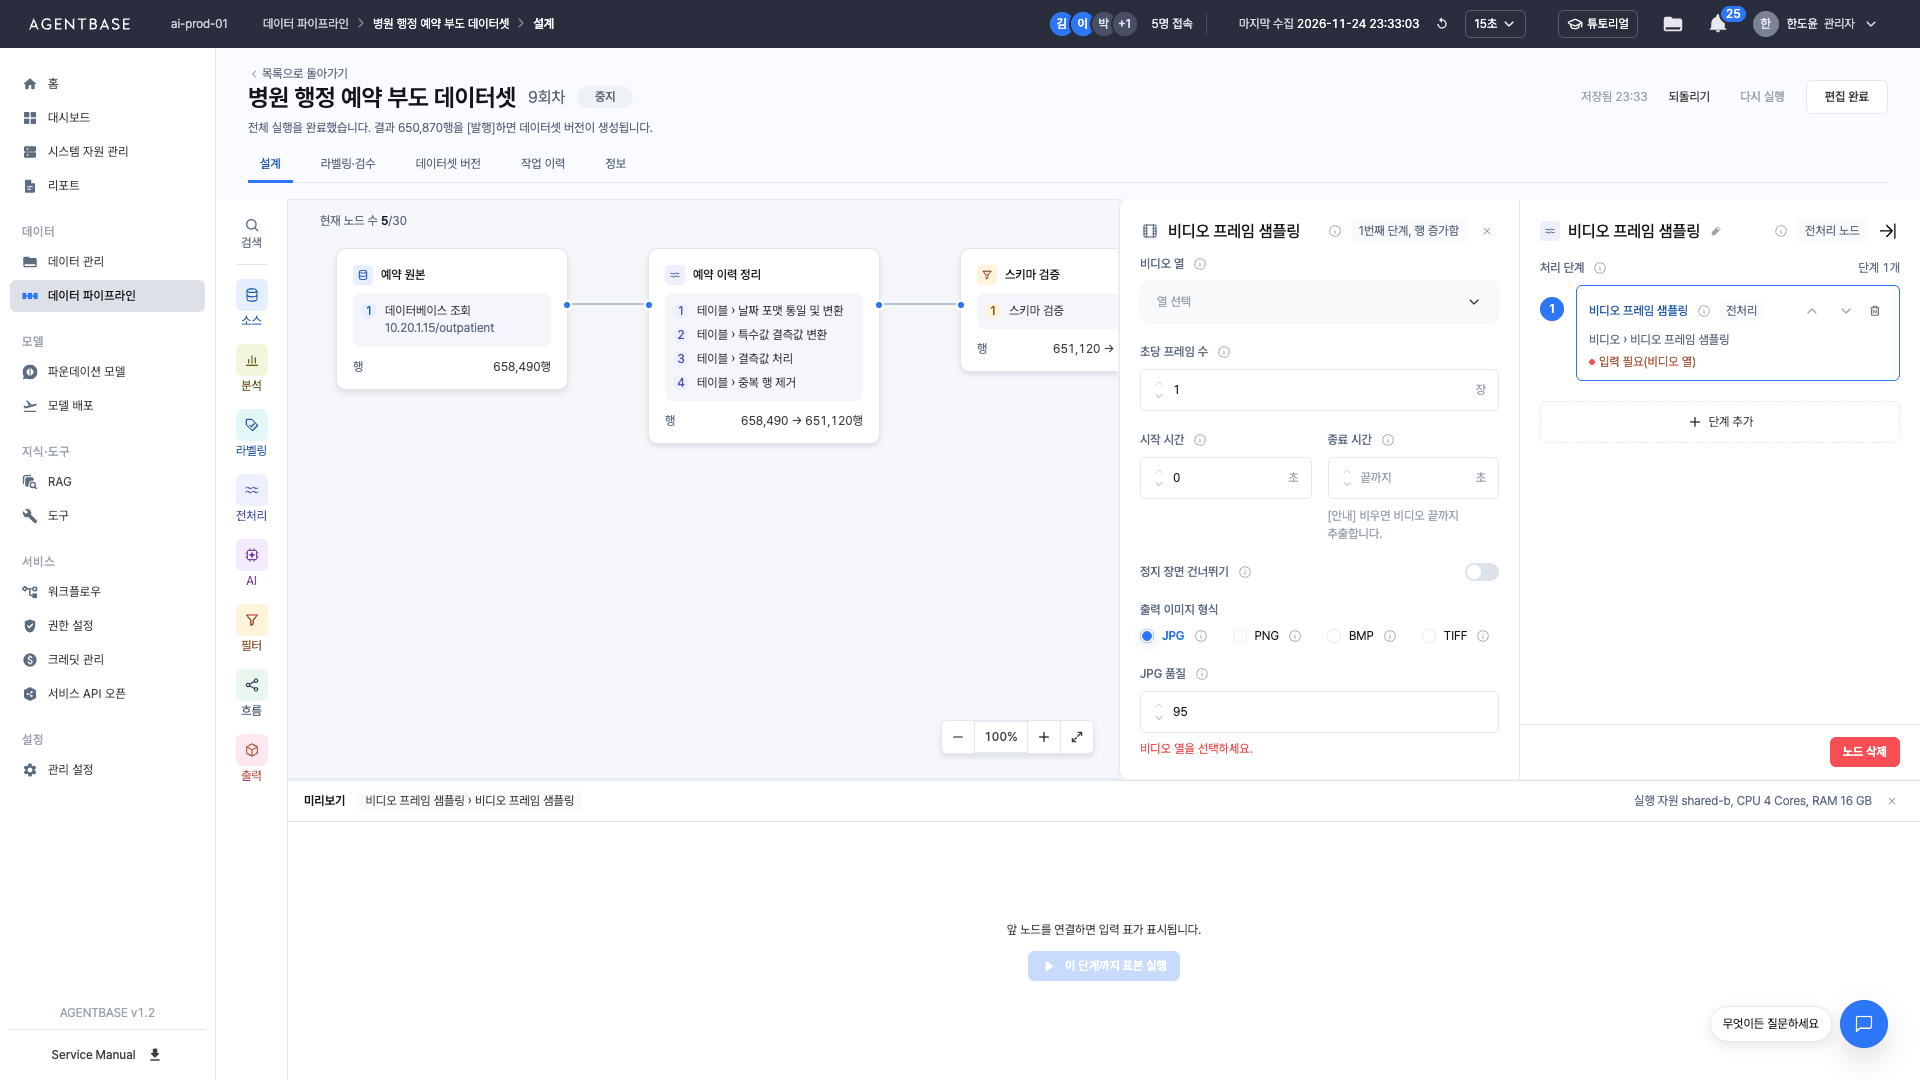 AGENTBASE
ai-prod-01
데이터 파이프라인 > 병원 행정 예약 부도 데이터셋 > 설계
김 이 박 +1 5명 접속
마지막 수집 2026-11-24 23:33:03
15초
튜토리얼
25
한 한도윤 관리자
홈
대시보드
시스템 자원 관리
리포트
데이터
데이터 관리
데이터 파이프라인
모델
파운데이션 모델
모델 배포
지식·도구
RAG
도구
서비스
워크플로우
권한 설정
크레딧 관리
서비스 API 오픈
설정
관리 설정
AGENTBASE v1.2
Service Manual
목록으로 돌아가기
병원 행정 예약 부도 데이터셋 9회차 중지
전체 실행을 완료했습니다. 결과 650,870행을 [발행]하면 데이터셋 버전이 생성됩니다.
저장됨 23:33 되돌리기 다시 실행 편집 완료
설계 라벨링·검수 데이터셋 버전 작업 이력 정보
검색
소스
분석
라벨링
전처리
AI
필터
흐름
출력
현재 노드 수 5/30
예약 원본
1 데이터베이스 조회
10.20.1.15/outpatient
행 658,490행
예약 이력 정리
1 테이블 › 날짜 포맷 통일 및 변환
2 테이블 › 특수값 결측값 변환
3 테이블 › 결측값 처리
4 테이블 › 중복 행 제거
행 658,490 → 651,120행
스키마 검증
1 스키마 검증
행 651,120 →
100%
비디오 프레임 샘플링 1번째 단계, 행 증가함
비디오 열
열 선택
초당 프레임 수
1 장
시작 시간 종료 시간
0 초 끝까지 초
[안내] 비우면 비디오 끝까지
추출합니다.
정지 장면 건너뛰기
출력 이미지 형식
JPG PNG BMP TIFF
JPG 품질
95
비디오 열을 선택하세요.
비디오 프레임 샘플링 전처리 노드
처리 단계 단계 1개
1 비디오 프레임 샘플링 전처리
비디오 › 비디오 프레임 샘플링
입력 필요(비디오 열)
단계 추가
노드 삭제
미리보기 비디오 프레임 샘플링 › 비디오 프레임 샘플링
실행 자원 shared-b, CPU 4 Cores, RAM 16 GB
앞 노드를 연결하면 입력 표가 표시됩니다.
이 단계까지 표본 실행
무엇이든 질문하세요